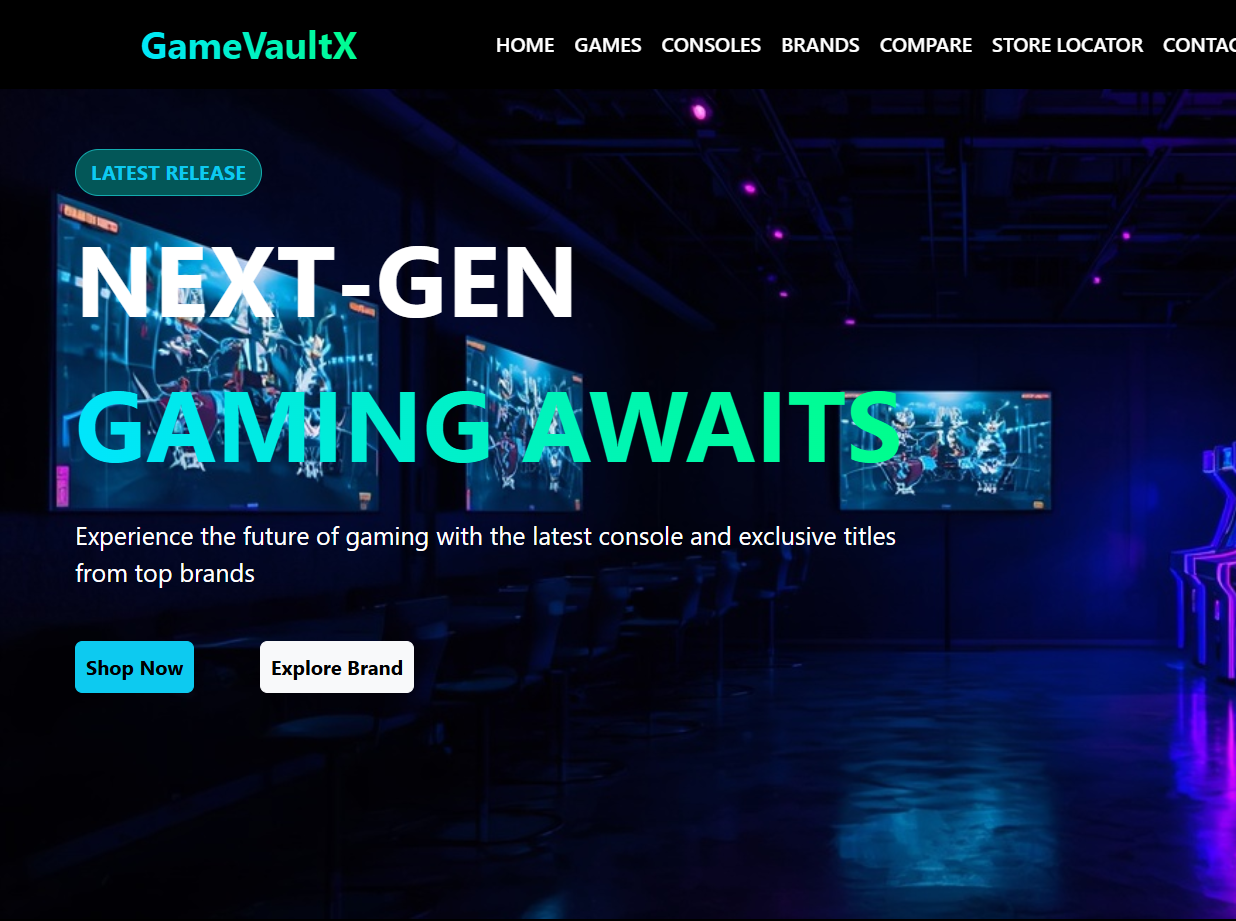 GameVaultX
HOME GAMES CONSOLES BRANDS COMPARE STORE LOCATOR
LATEST RELEASE
NEXT-GEN
GAMING AWAITS
Experience the future of gaming with the latest console and exclusive titles
from top brands
Shop Now Explore Brand